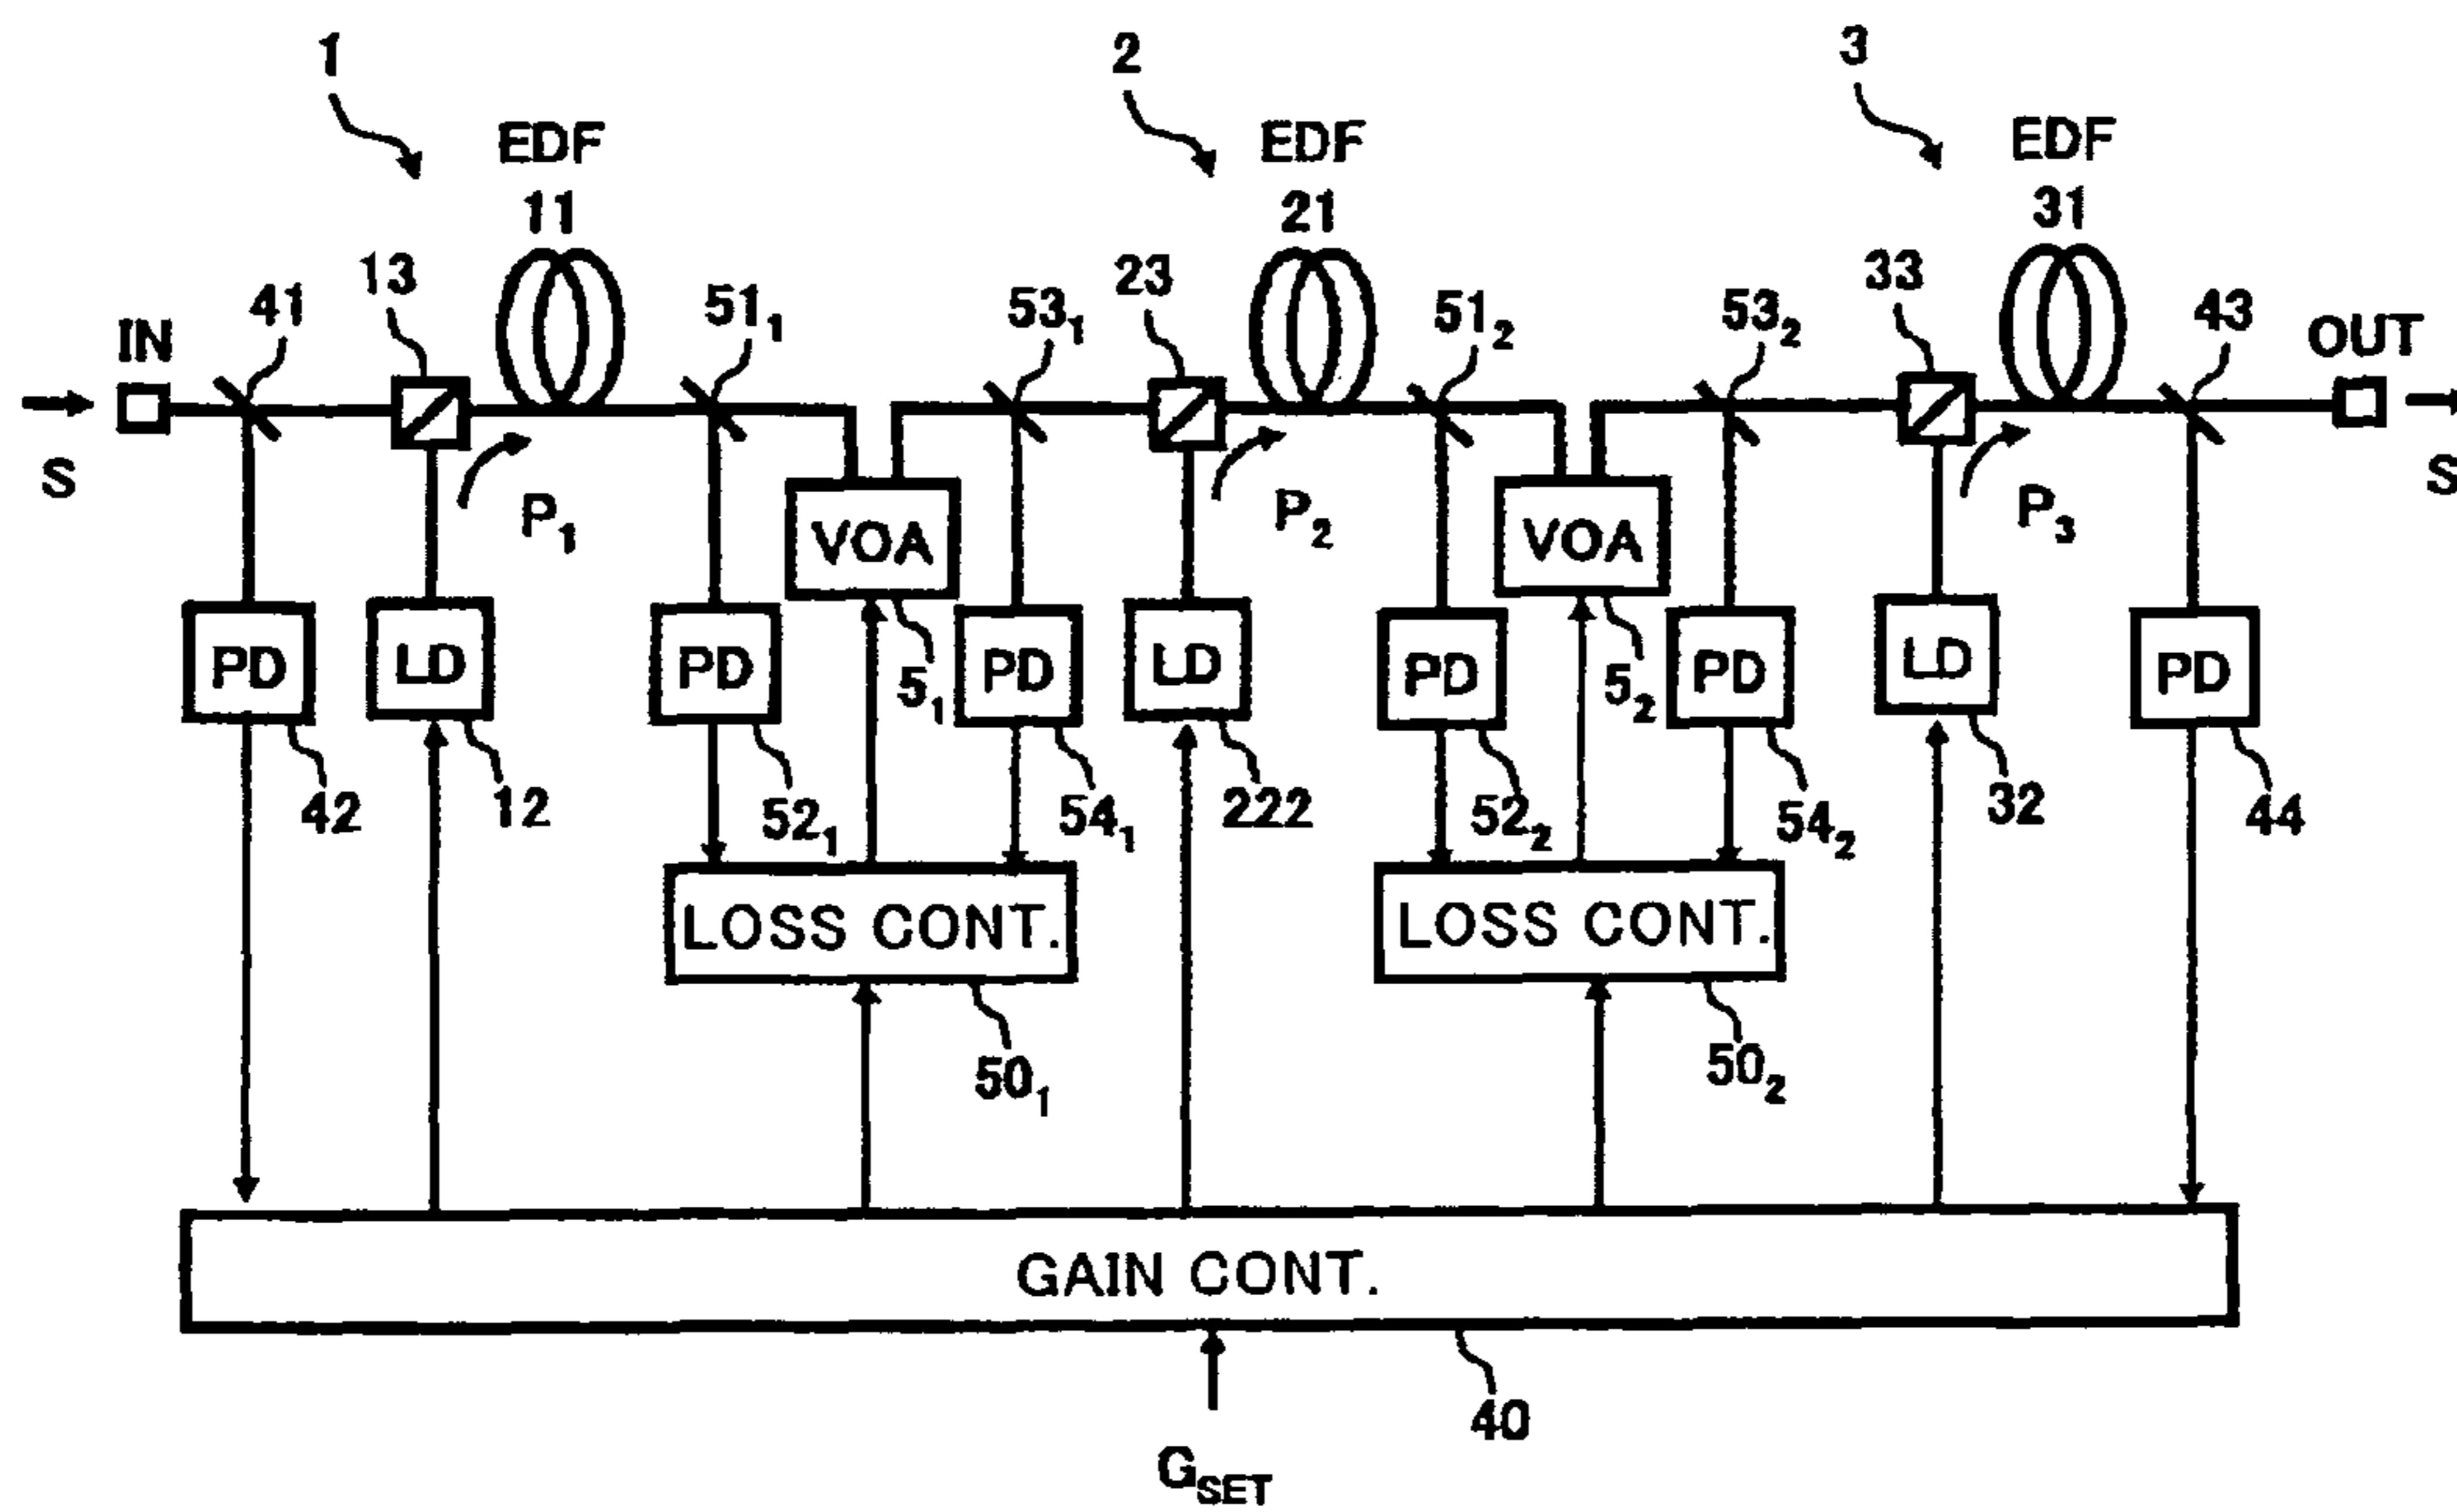 1 2 3
EDF EDF EDF
11 21 31
13 23 33
41 51₁ 53₁ 51₂ 53₂ 43
IN OUT
S P₁ P₂ P₃ S
VOA VOA
PD LD PD PD LD PD PD LD PD
5₁ 5₂
42 12 52₁ 54₁ 222 52₂ 54₂ 32 44
LOSS CONT. LOSS CONT.
50₁ 50₂
GAIN CONT.
40
G_SET